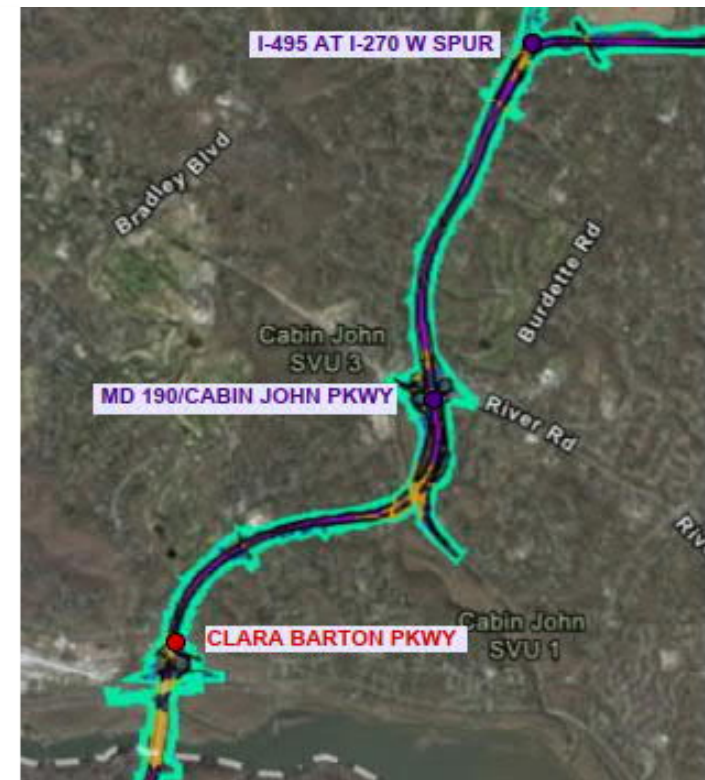 I-495 AT I-270 W SPUR
Bradley Blvd
Burdette Rd
Cabin John
SVU 3
MD 190/CABIN JOHN PKWY
River Rd
CLARA BARTON PKWY
Cabin John
SVU 1